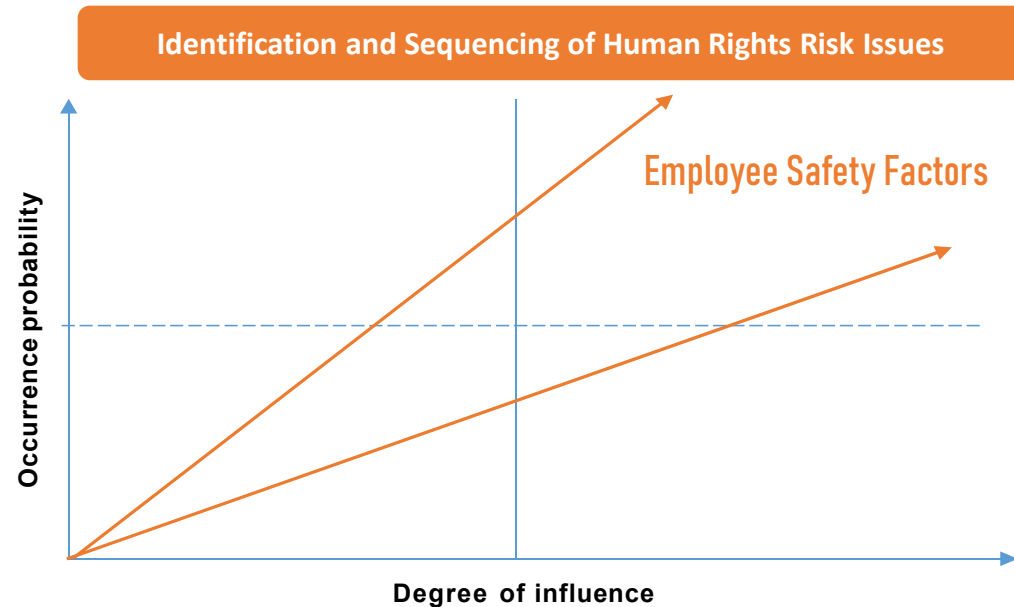 Identification and Sequencing of Human Rights Risk Issues
Employee Safety Factors
Occurrence probability
Degree of influence